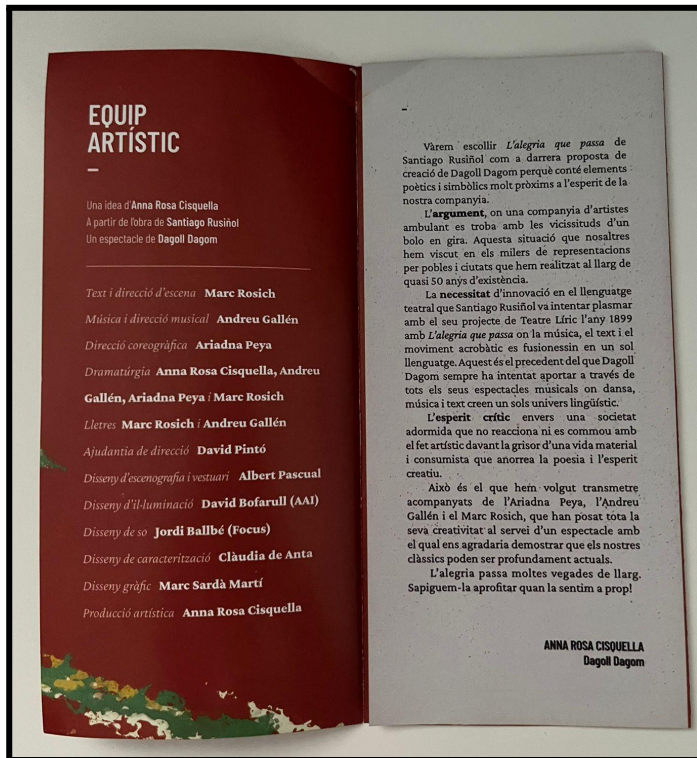 EQUIP
ARTÍSTIC
–
Una idea d'Anna Rosa Cisquella
A partir de l'obra de Santiago Rusiñol
Un espectacle de Dagoll Dagom
Text i direcció d'escena Marc Rosich
Música i direcció musical Andreu Gallén
Direcció coreogràfica Ariadna Peya
Dramatúrgia Anna Rosa Cisquella, Andreu
Gallén, Ariadna Peya i Marc Rosich
Lletres Marc Rosich i Andreu Gallén
Ajudantia de direcció David Pintó
Disseny d'escenografia i vestuari Albert Pascual
Disseny d'il·luminació David Bofarull (AAI)
Disseny de so Jordi Ballbé (Focus)
Disseny de caracterització Clàudia de Anta
Disseny gràfic Marc Sardà Martí
Producció artística Anna Rosa Cisquella
–
Vàrem escollir L'alegria que passa de
Santiago Rusiñol com a darrera proposta de
creació de Dagoll Dagom perquè conté elements
poètics i simbòlics molt pròxims a l'esperit de la
nostra companyia.
L'argument, on una companyia d'artistes
ambulant es troba amb les vicissituds d'un
bolo en gira. Aquesta situació que nosaltres
hem viscut en els milers de representacions
per pobles i ciutats que hem realitzat al llarg de
quasi 50 anys d'existència.
La necessitat d'innovació en el llenguatge
teatral que Santiago Rusiñol va intentar plasmar
amb el seu projecte de Teatre Líric l'any 1899
amb L'alegria que passa on la música, el text i el
moviment acrobàtic es fusionessin en un sol
llenguatge. Aquest és el precedent del que Dagoll
Dagom sempre ha intentat aportar a través de
tots els seus espectacles musicals on dansa,
música i text creen un sols univers lingüístic.
L'esperit crític envers una societat
adormida que no reacciona ni es commou amb
el fet artístic davant la grisor d'una vida material
i consumista que anorrea la poesia i l'esperit
creatiu.
Això és el que hem volgut transmetre
acompanyats de l'Ariadna Peya, l'Andreu
Gallén i el Marc Rosich, que han posat tota la
seva creativitat al servei d'un espectacle amb
el qual ens agradaria demostrar que els nostres
clàssics poden ser profundament actuals.
L'alegria passa moltes vegades de llarg.
Sapiguem-la aprofitar quan la sentim a prop!
ANNA ROSA CISQUELLA
Dagoll Dagom